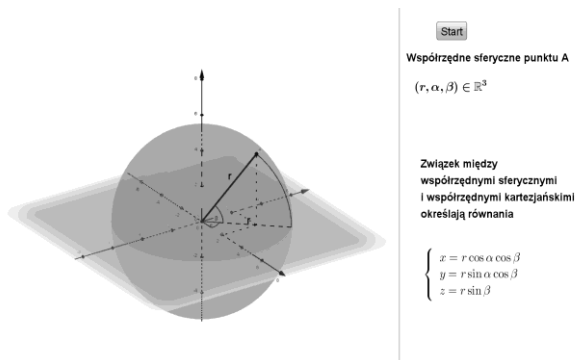 Start
Współrzędne sferyczne punktu A
(r, α, β) ∈ ℝ³
r
Związek między
współrzędnymi sferycznymi
i współrzędnymi kartezjańskimi
określają równania
x = r cos α cos β
y = r sin α cos β
z = r sin β